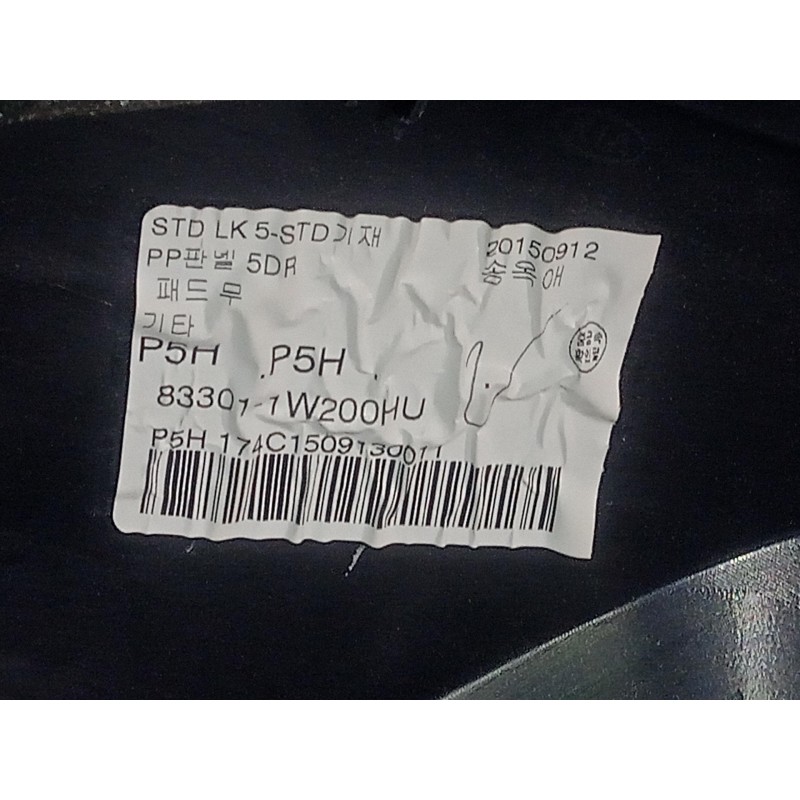 STD LK 5-STD기재 20150912
PP판넬 5DR 송옥애
패드무
기타
P5H P5H
83301-1W200HU
P5H 174C1509130011